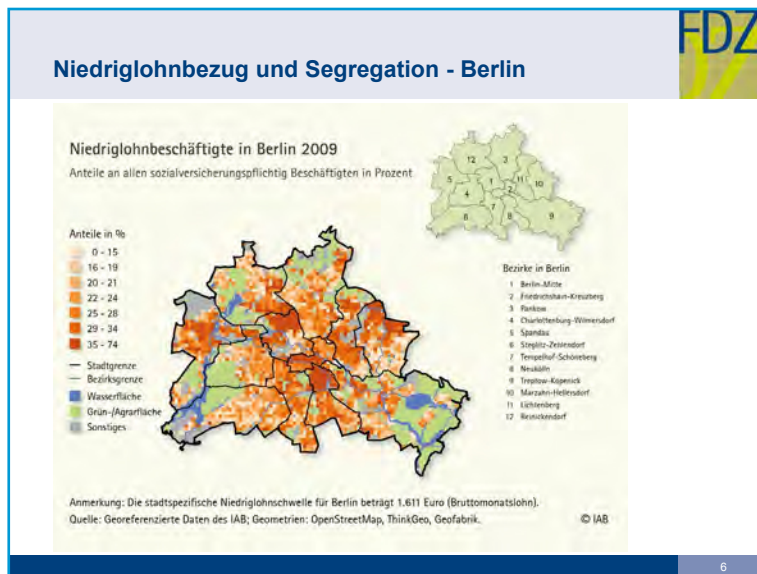 FDZ
Niedriglohnbezug und Segregation - Berlin
Niedriglohnbeschäftigte in Berlin 2009
Anteile an allen sozialversicherungspflichtig Beschäftigten in Prozent
12
3
5
1
11
10
4
2
7
6
8
9
Anteile in %
0 - 15
16 - 19
20 - 21
22 - 24
25 - 28
29 - 34
35 - 74
Stadtgrenze
Bezirksgrenze
Wasserfläche
Grün-/Agrarfläche
Sonstiges
Bezirke in Berlin
1 Berlin-Mitte
2 Friedrichshain-Kreuzberg
3 Pankow
4 Charlottenburg-Wilmersdorf
5 Spandau
6 Steglitz-Zehlendorf
7 Tempelhof-Schöneberg
8 Neukölln
9 Treptow-Köpenick
10 Marzahn-Hellersdorf
11 Lichtenberg
12 Reinickendorf
Anmerkung: Die stadtspezifische Niedriglohnschwelle für Berlin beträgt 1.611 Euro (Bruttomonatslohn).
Quelle: Georeferenzierte Daten des IAB; Geometrien: OpenStreetMap, ThinkGeo, Geofabrik.
© IAB
6